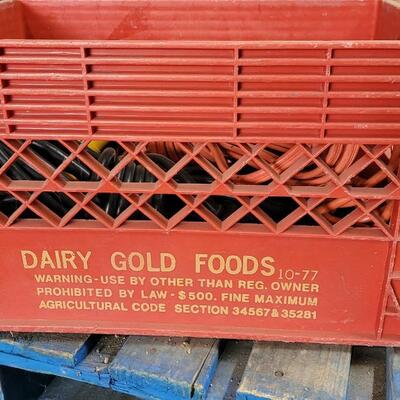 DAIRY GOLD FOODS 10-77
WARNING-USE BY OTHER THAN REG. OWNER
PROHIBITED BY LAW-$500. FINE MAXIMUM
AGRICULTURAL CODE SECTION 34567 & 35281